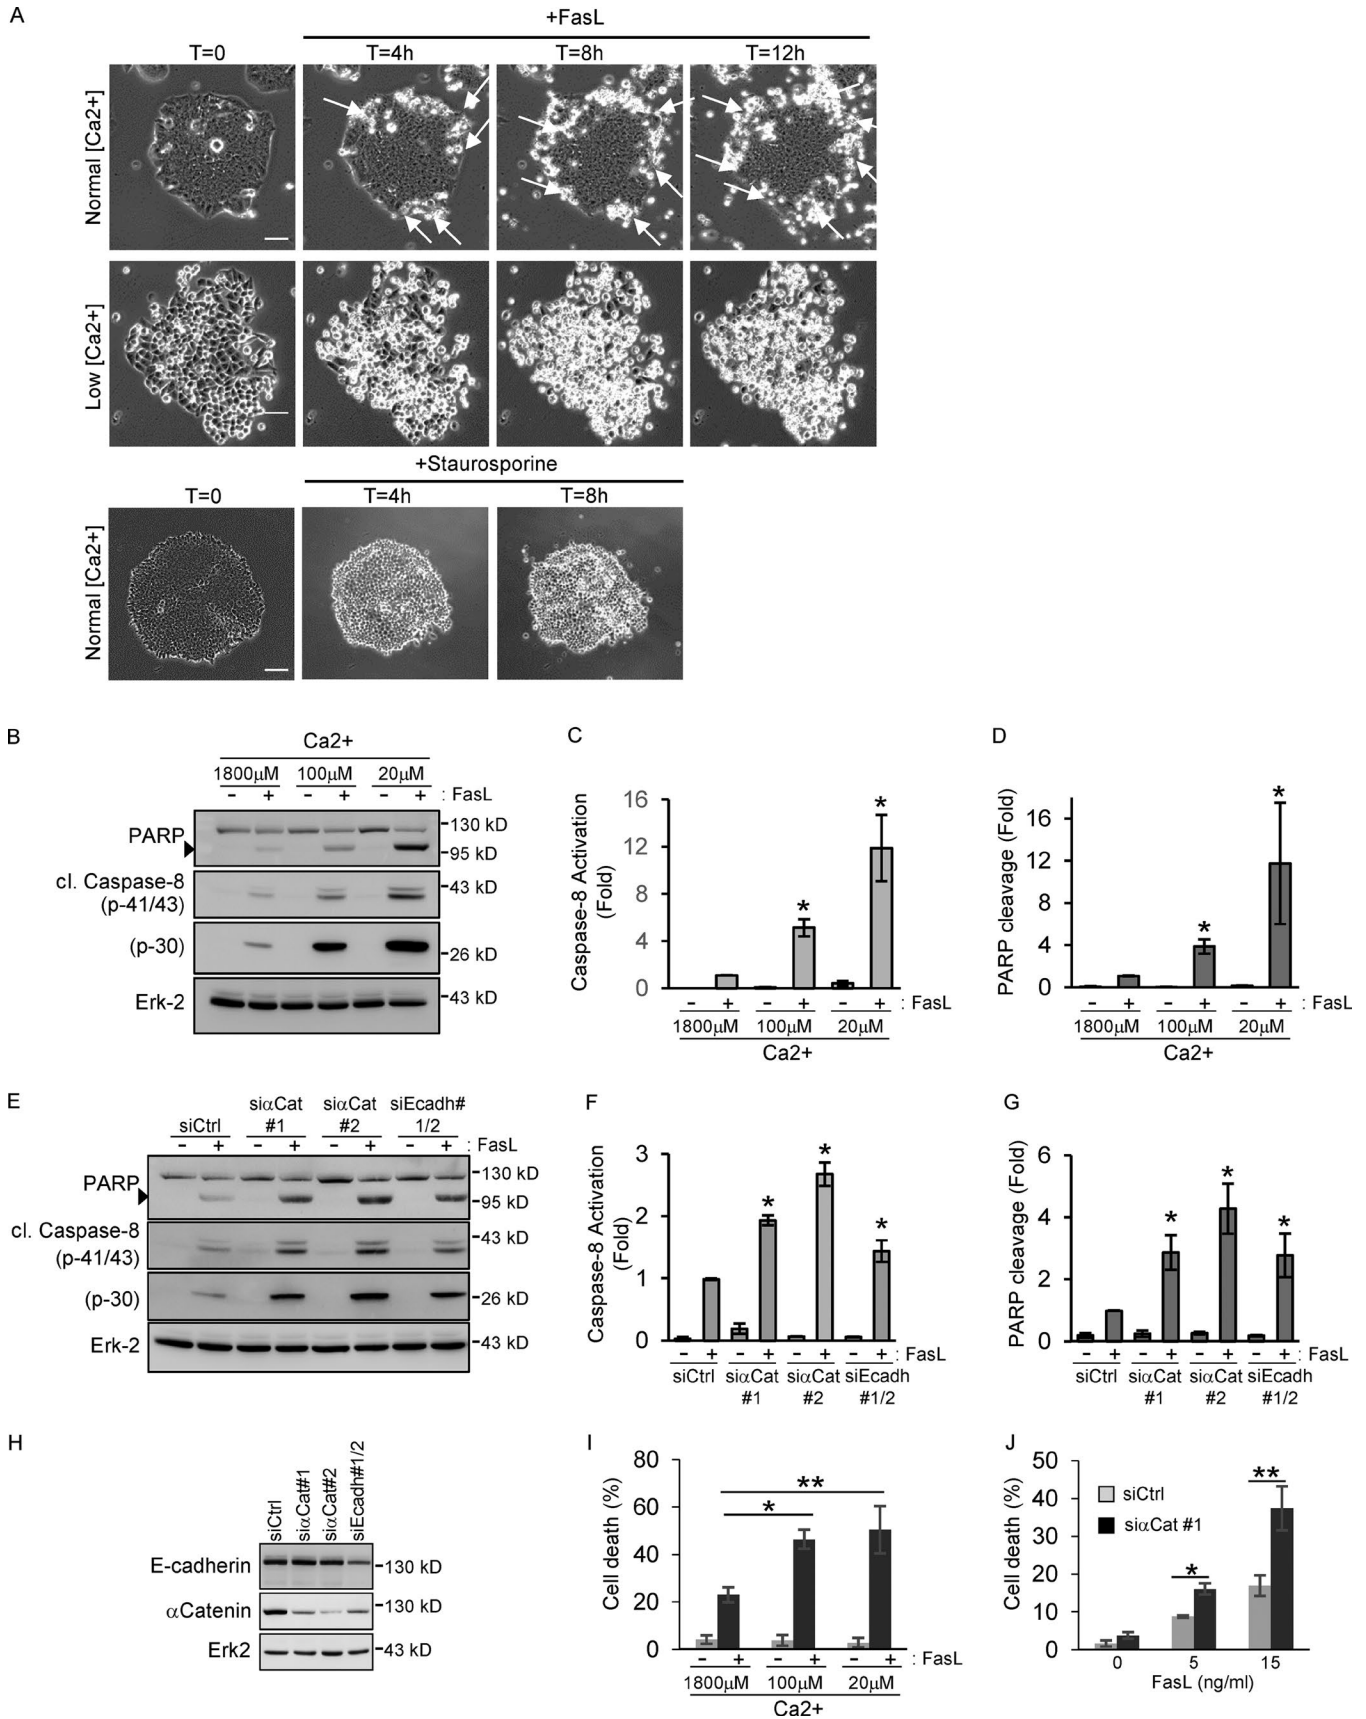 A
+FasL
T=0 T=4h T=8h T=12h
Normal [Ca2+]
Low [Ca2+]
+Staurosporine
T=0 T=4h T=8h
Normal [Ca2+]
B
Ca2+
1800µM 100µM 20µM
- + - + - + : FasL
PARP
130 kD
95 kD
cl. Caspase-8
(p-41/43)
43 kD
(p-30)
26 kD
Erk-2
43 kD
C
Caspase-8 Activation
(Fold)
16
12
8
4
0
* *
- + - + - + : FasL
1800µM 100µM 20µM
Ca2+
D
PARP cleavage (Fold)
16
12
8
4
0
* *
- + - + - + : FasL
1800µM 100µM 20µM
Ca2+
E
siCtrl siαCat #1 siαCat #2 siEcadh# 1/2
- + - + - + - + : FasL
PARP
130 kD
95 kD
cl. Caspase-8
(p-41/43)
43 kD
(p-30)
26 kD
Erk-2
43 kD
F
Caspase-8 Activation
(Fold)
3
2
1
0
* * *
- + - + - + - + : FasL
siCtrl siαCat siαCat siEcadh
#1 #2 #1/2
G
PARP cleavage (Fold)
6
4
2
0
* * *
- + - + - + - + : FasL
siCtrl siαCat siαCat siEcadh
#1 #2 #1/2
H
siCtrl siαCat#1 siαCat#2 siEcadh#1/2
E-cadherin
130 kD
αCatenin
130 kD
Erk2
43 kD
I
Cell death (%)
80
60
40
20
0
**
*
- + - + - + : FasL
1800µM 100µM 20µM
Ca2+
J
Cell death (%)
50
40
30
20
10
0
siCtrl
siαCat #1
* **
0 5 15
FasL (ng/ml)